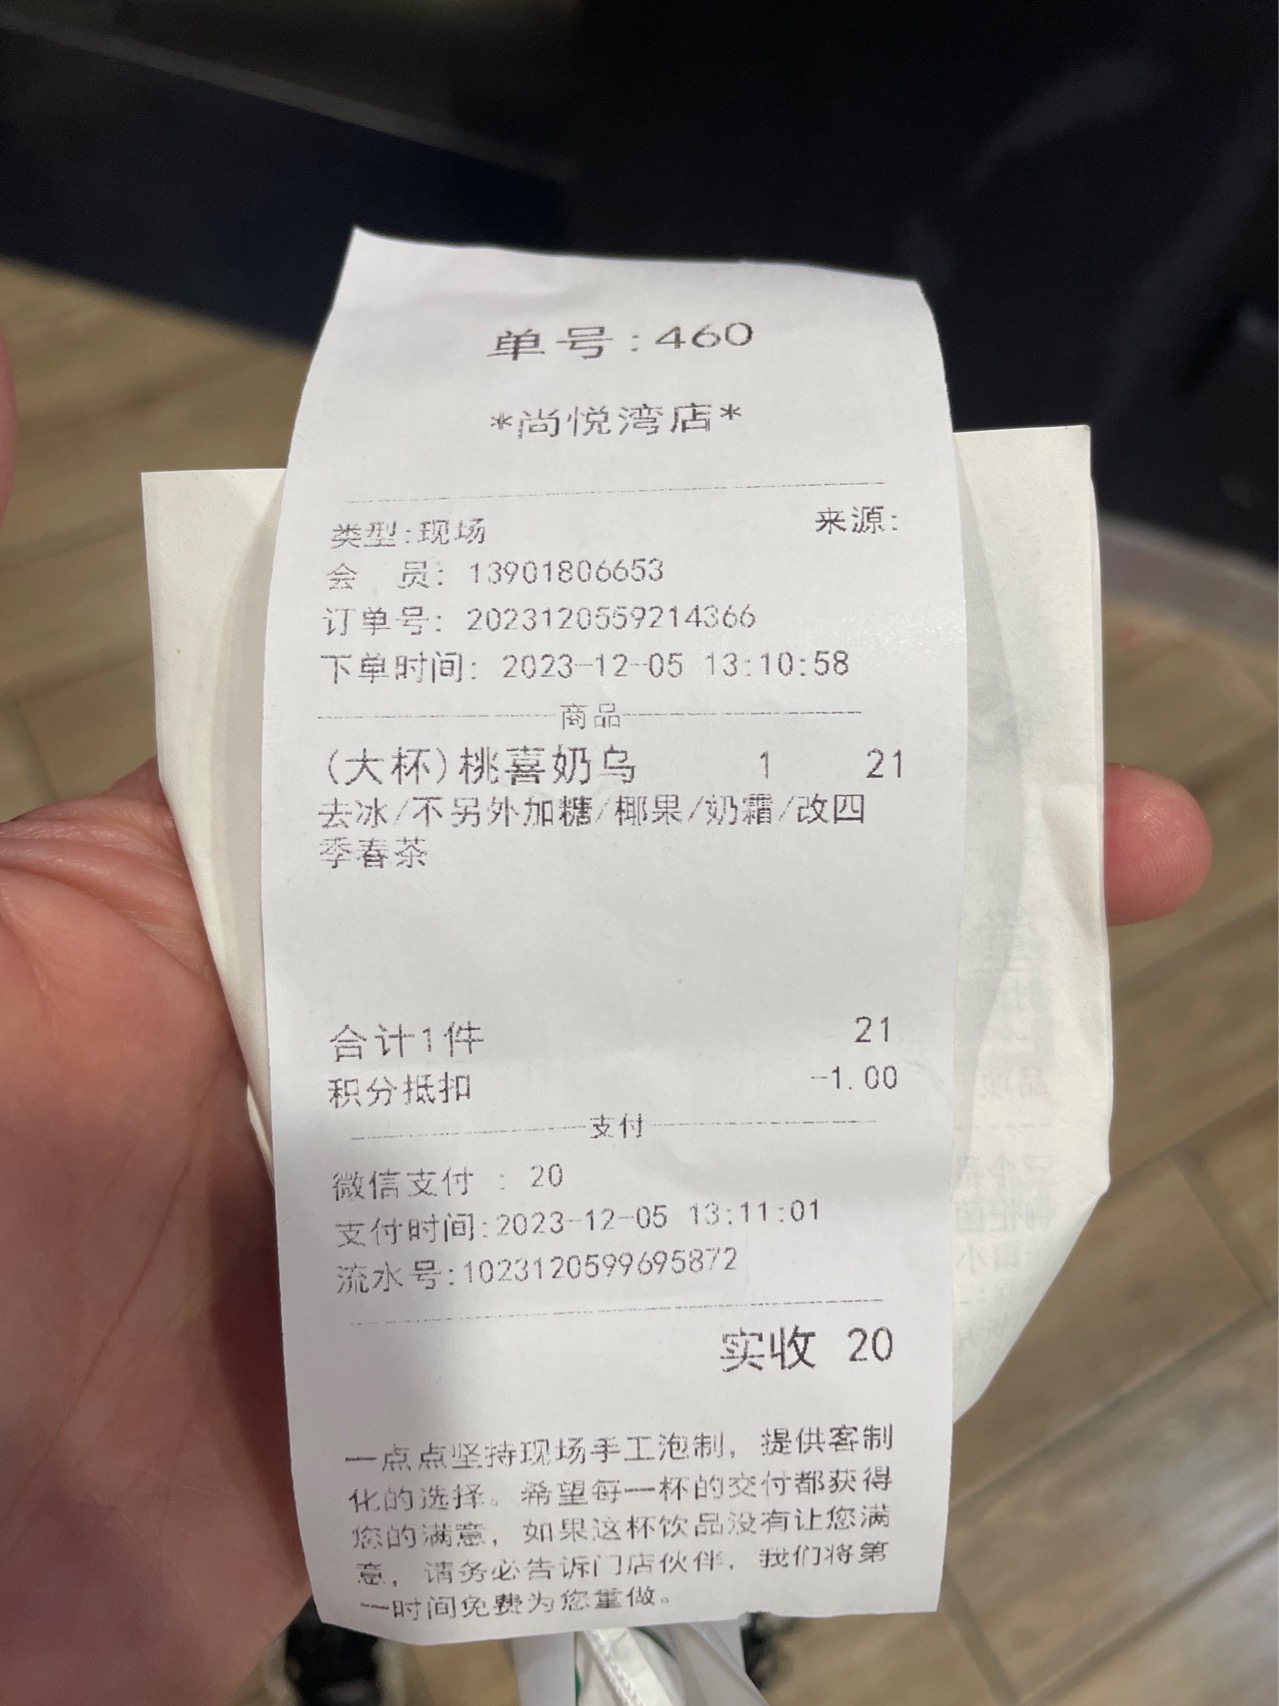 单号:460
*尚悦湾店*
类型:现场 来源:
会 员: 13901806653
订单号: 2023120559214366
下单时间: 2023-12-05 13:10:58
商品
(大杯)桃喜奶乌 1 21
去冰/不另外加糖/椰果/奶霜/改四
季春茶
合计1件 21
积分抵扣 -1.00
支付
微信支付 : 20
支付时间:2023-12-05 13:11:01
流水号:1023120599695872
实收 20
一点点坚持现场手工泡制，提供客制
化的选择。希望每一杯的交付都获得
您的满意，如果这杯饮品没有让您满
意，请务必告诉门店伙伴，我们将第
一时间免费为您重做。